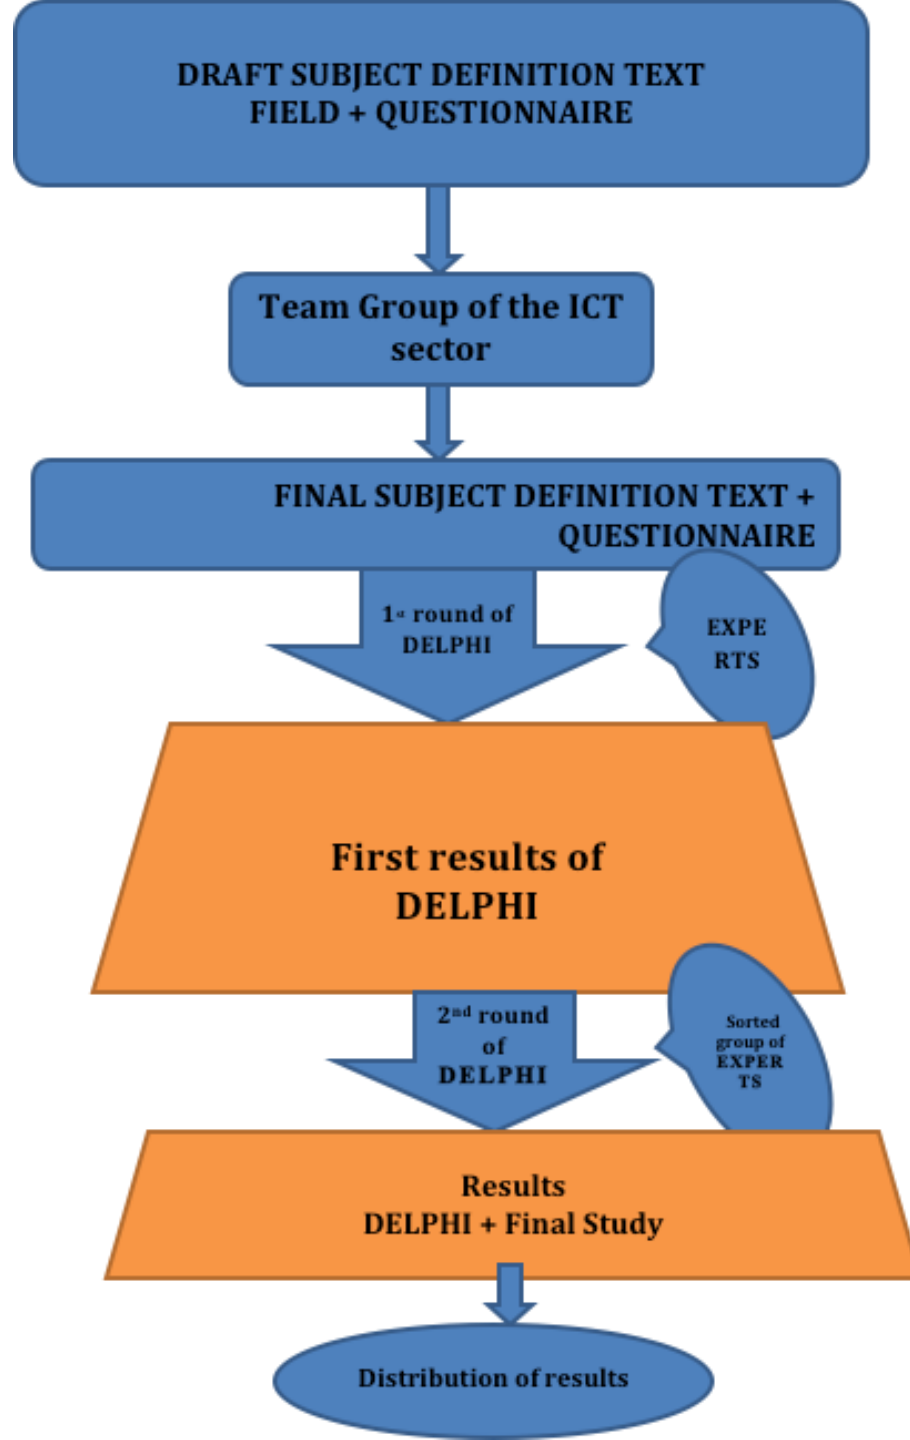 DRAFT SUBJECT DEFINITION TEXT
FIELD + QUESTIONNAIRE
Team Group of the ICT
sector
FINAL SUBJECT DEFINITION TEXT +
QUESTIONNAIRE
1st round of
DELPHI
EXPE
RTS
First results of
DELPHI
2nd round
of
DELPHI
Sorted
group of
EXPER
TS
Results
DELPHI + Final Study
Distribution of results